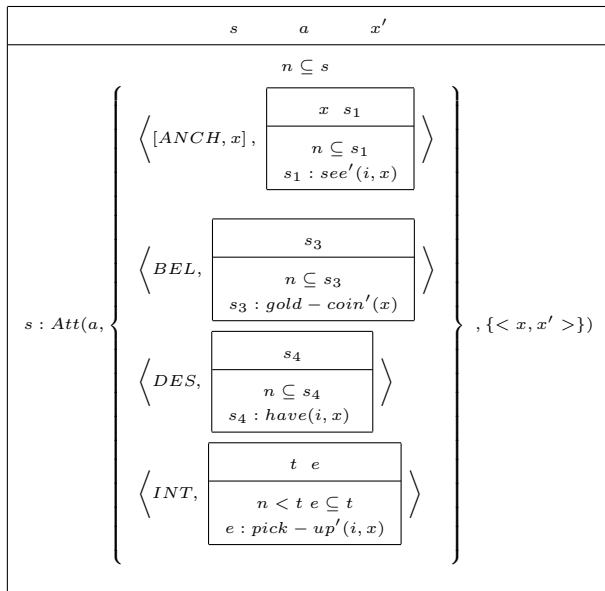 s a x′
n ⊆ s
⟨[ANCH, x],
x s₁
n ⊆ s₁
s₁ : see′(i, x)
⟩
⟨BEL,
s₃
n ⊆ s₃
s₃ : gold − coin′(x)
⟩
s : Att(a, { } , {< x, x′ >})
⟨DES,
s₄
n ⊆ s₄
s₄ : have(i, x)
⟩
⟨INT,
t e
n < t e ⊆ t
e : pick − up′(i, x)
⟩